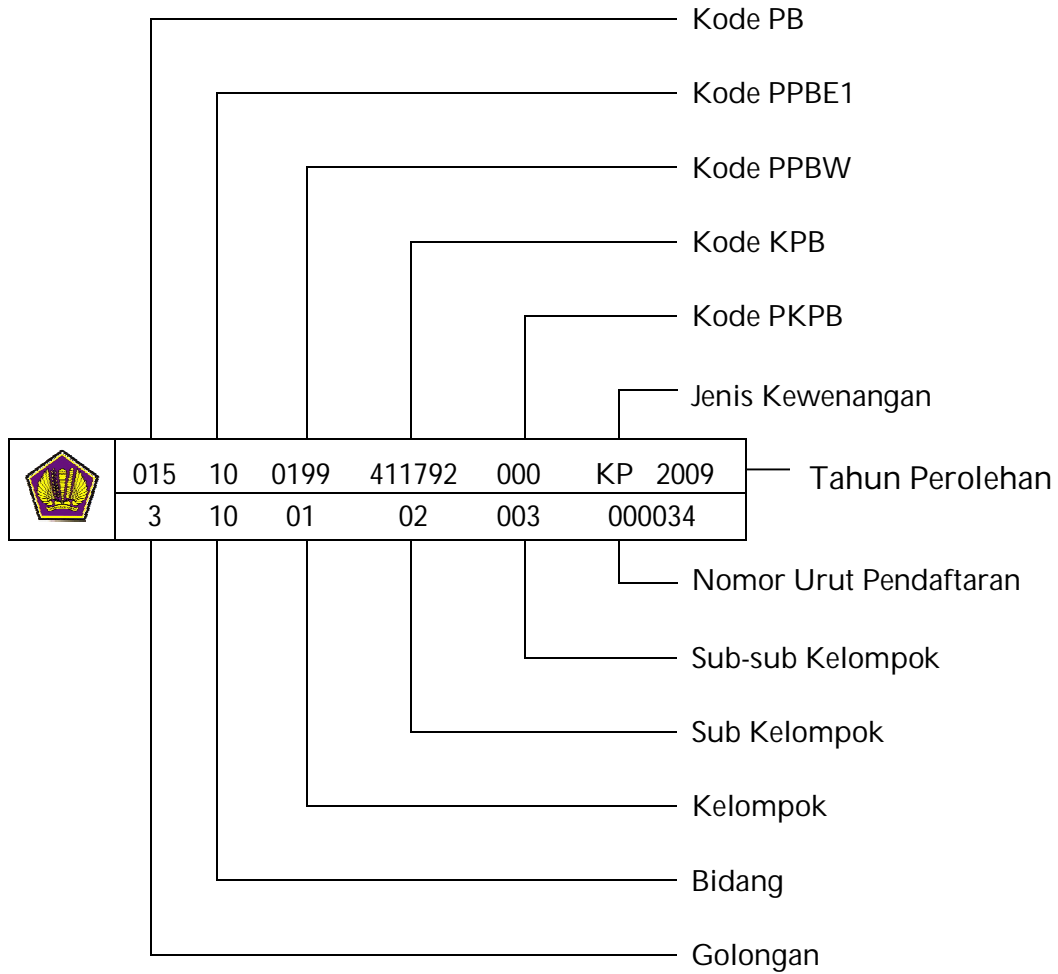 Kode PB
Kode PPBE1
Kode PPBW
Kode KPB
Kode PKPB
Jenis Kewenangan
015 10 0199 411792 000 KP 2009
Tahun Perolehan
3 10 01 02 003 000034
Nomor Urut Pendaftaran
Sub-sub Kelompok
Sub Kelompok
Kelompok
Bidang
Golongan